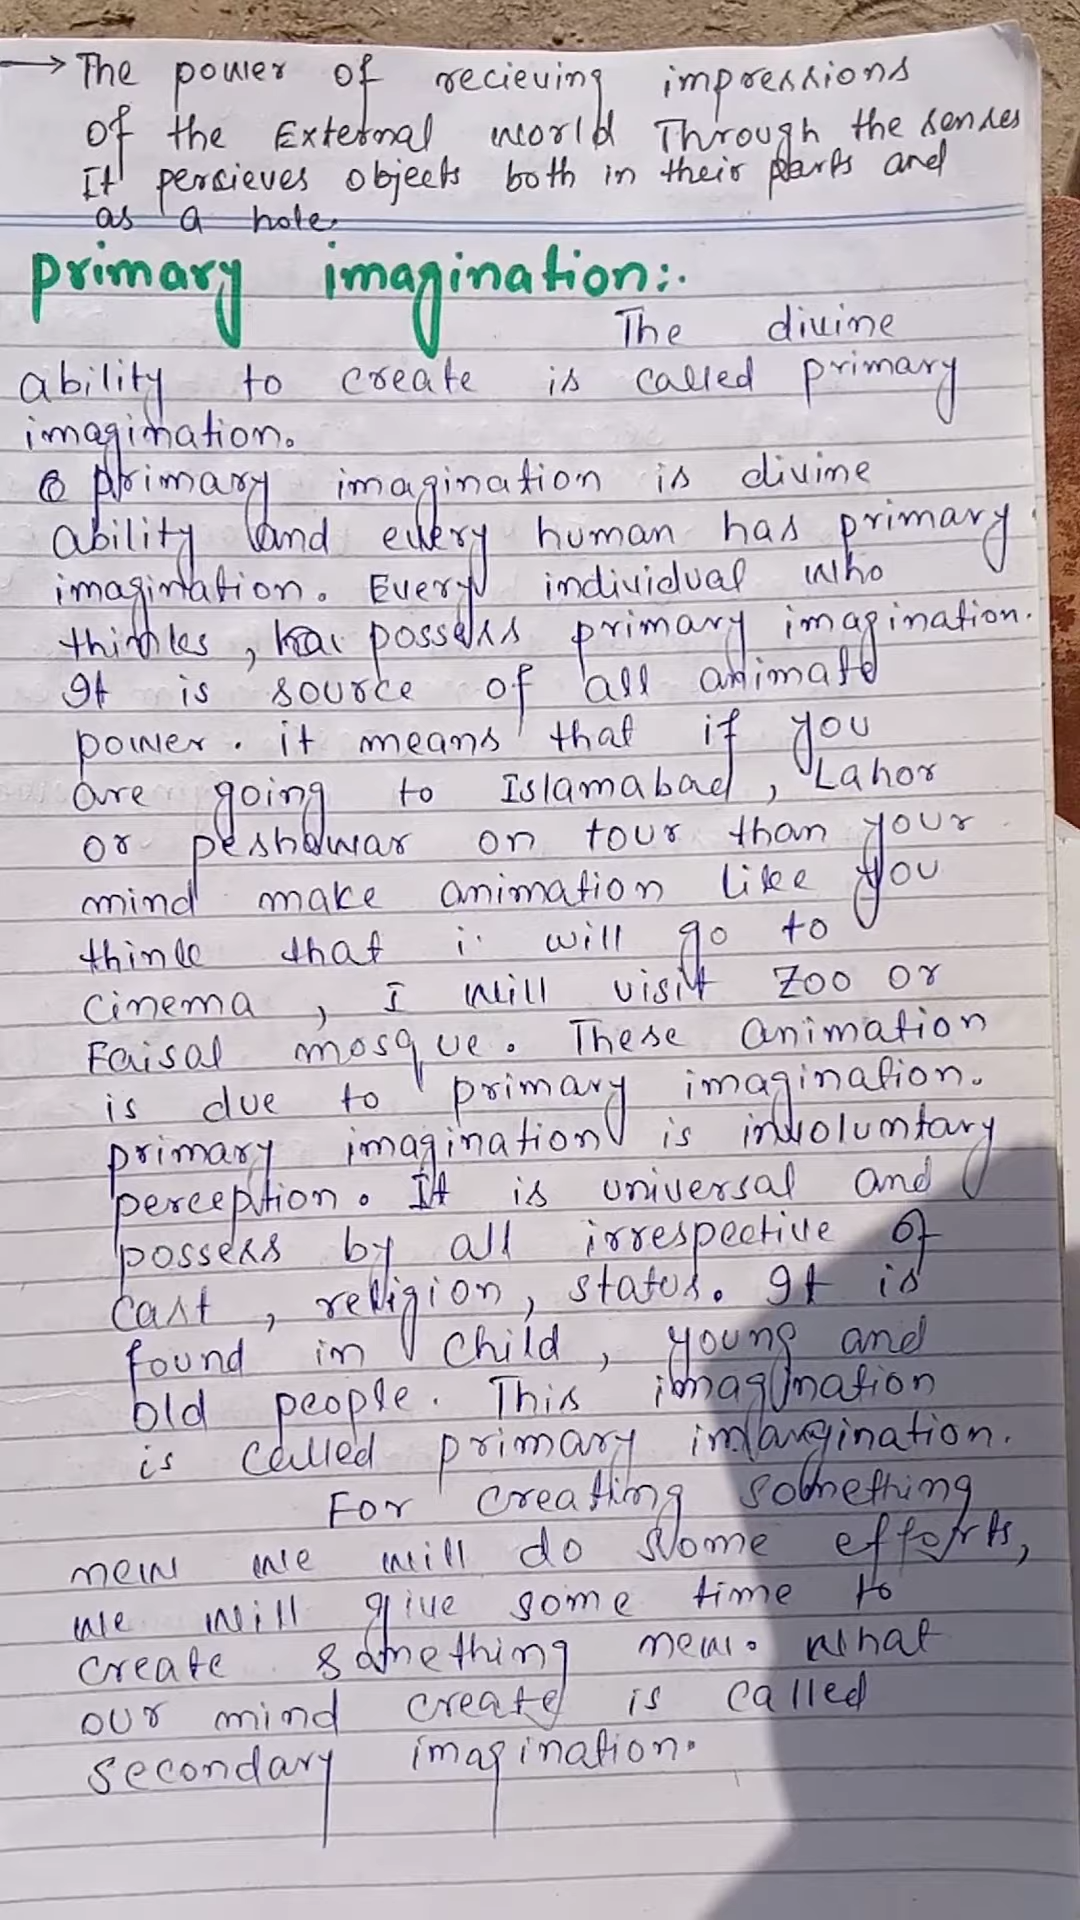 → The power of recieving impressions
of the External world Through the senses
It percieves objects both in their parts and
as a hole.
primary imagination:.
The divine
ability to create is called primary
imagination.
primary imagination is divine
ability and every human has primary
imagination. Every individual who
thinks, possess primary imagination.
It is source of all animate
power. it means that if you
are going to Islamabad, Lahor
or peshawar on tour than your
mind make animation like you
think that i will go to
cinema, I will visit zoo or
Faisal mosque. These animation
is due to primary imagination.
primary imagination is involuntary
perception. It is universal and
possess by all irrespective of
cast, religion, status. It is
found in child, young and
old people. This imagination
is called primary imangination.
For creating something
new we will do some efforts,
we will give some time to
create something new. what
our mind create is called
secondary imagination.